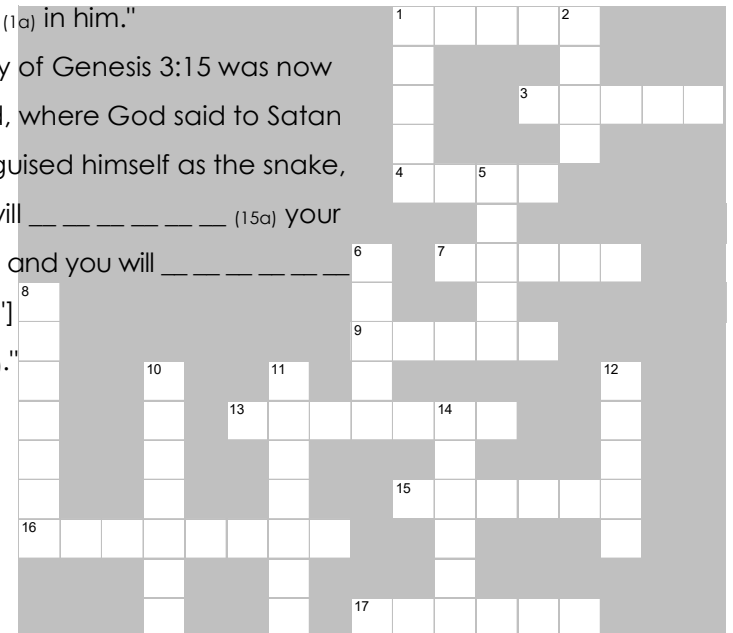 (1a) in him."
y of Genesis 3:15 was now
, where God said to Satan
guised himself as the snake,
will __ __ __ __ __ __ (15a) your
and you will __ __ __ __ __ __
']
."
1 2
3
4 5
6 7
8
9
10 11 12
13 14
15
16
17